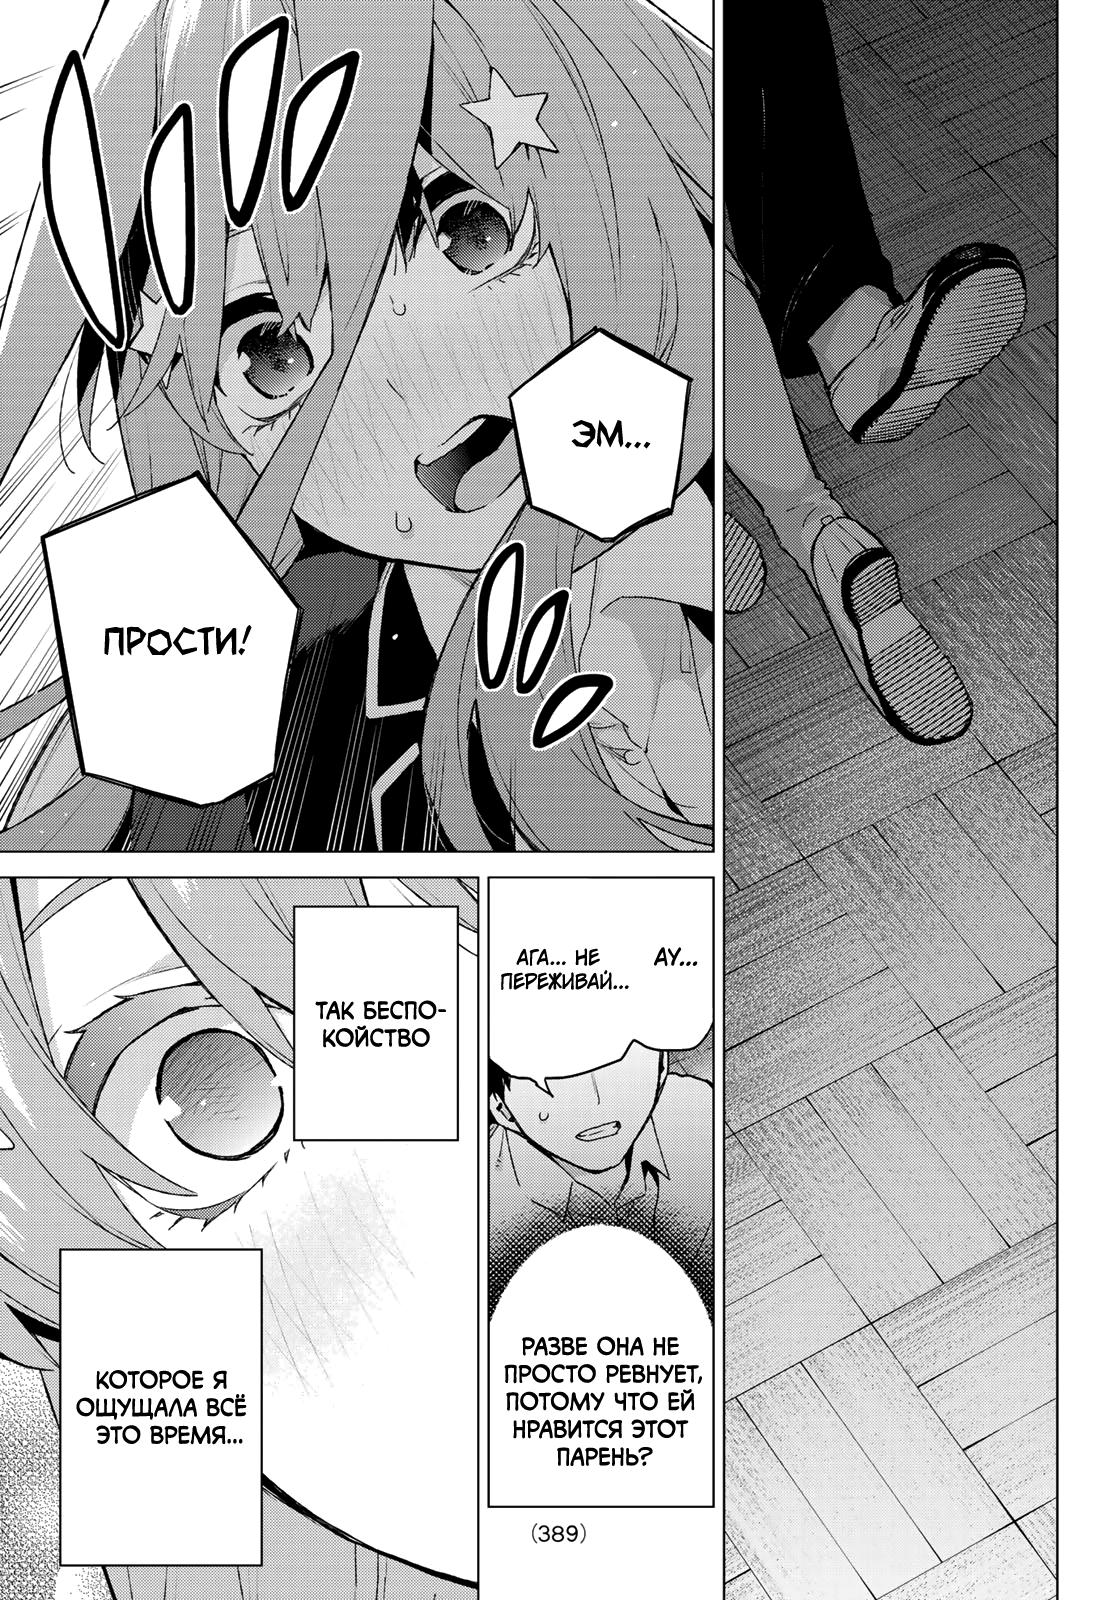 ЭМ...
ПРОСТИ!
АУ...
АГА... НЕ
ПЕРЕЖИВАЙ...
РАЗВЕ ОНА НЕ
ПРОСТО РЕВНУЕТ,
ПОТОМУ ЧТО ЕЙ
НРАВИТСЯ ЭТОТ
ПАРЕНЬ?
ТАК БЕСПО-
КОЙСТВО
КОТОРОЕ Я
ОЩУЩАЛА ВСЁ
ЭТО ВРЕМЯ...
(389)